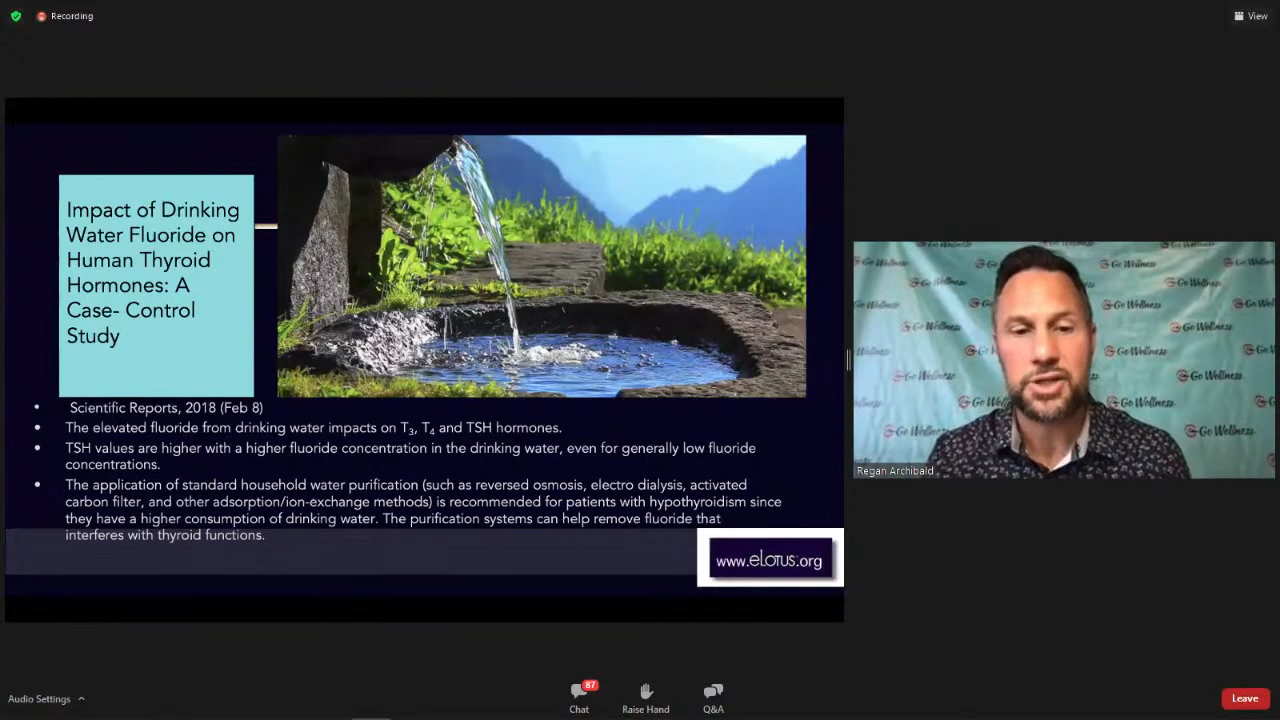 Recording
View
Impact of Drinking
Water Fluoride on
Human Thyroid
Hormones: A
Case- Control
Study
Scientific Reports, 2018 (Feb 8)
The elevated fluoride from drinking water impacts on T3, T4 and TSH hormones.
TSH values are higher with a higher fluoride concentration in the drinking water, even for generally low fluoride
concentrations.
The application of standard household water purification (such as reversed osmosis, electro dialysis, activated
carbon filter, and other adsorption/ion-exchange methods) is recommended for patients with hypothyroidism since
they have a higher consumption of drinking water. The purification systems can help remove fluoride that
interferes with thyroid functions.
www.eLotus.org
Go Wellness
Regan Archibald
Audio Settings
87
Chat
Raise Hand
Q&A
Leave